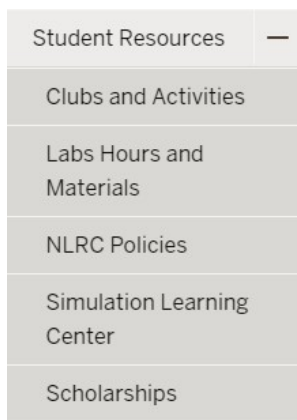 Student Resources
Clubs and Activities
Labs Hours and
Materials
NLRC Policies
Simulation Learning
Center
Scholarships